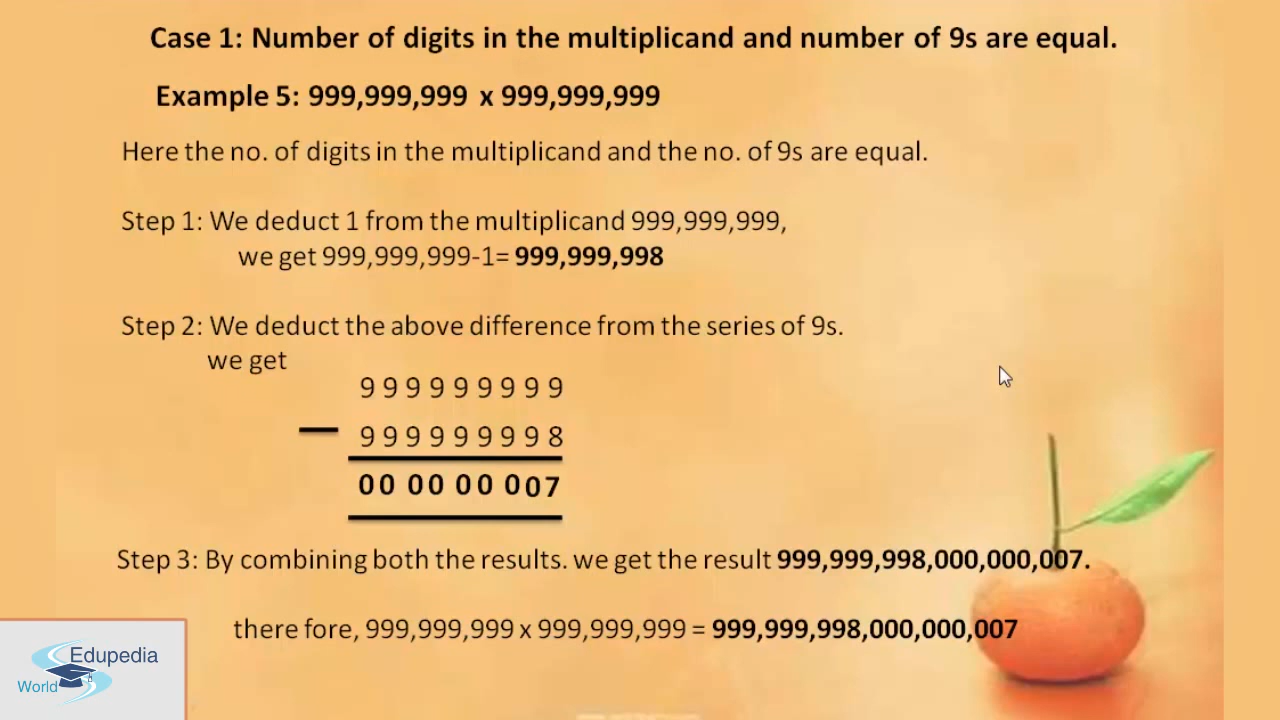 Case 1: Number of digits in the multiplicand and number of 9s are equal.
Example 5: 999,999,999 x 999,999,999
Here the no. of digits in the multiplicand and the no. of 9s are equal.
Step 1: We deduct 1 from the multiplicand 999,999,999,
we get 999,999,999-1= 999,999,998
Step 2: We deduct the above difference from the series of 9s.
we get
9 9 9 9 9 9 9 9 9
— 9 9 9 9 9 9 9 9 8
00 00 00 007
Step 3: By combining both the results. we get the result 999,999,998,000,000,007.
there fore, 999,999,999 x 999,999,999 = 999,999,998,000,000,007
Edupedia
World